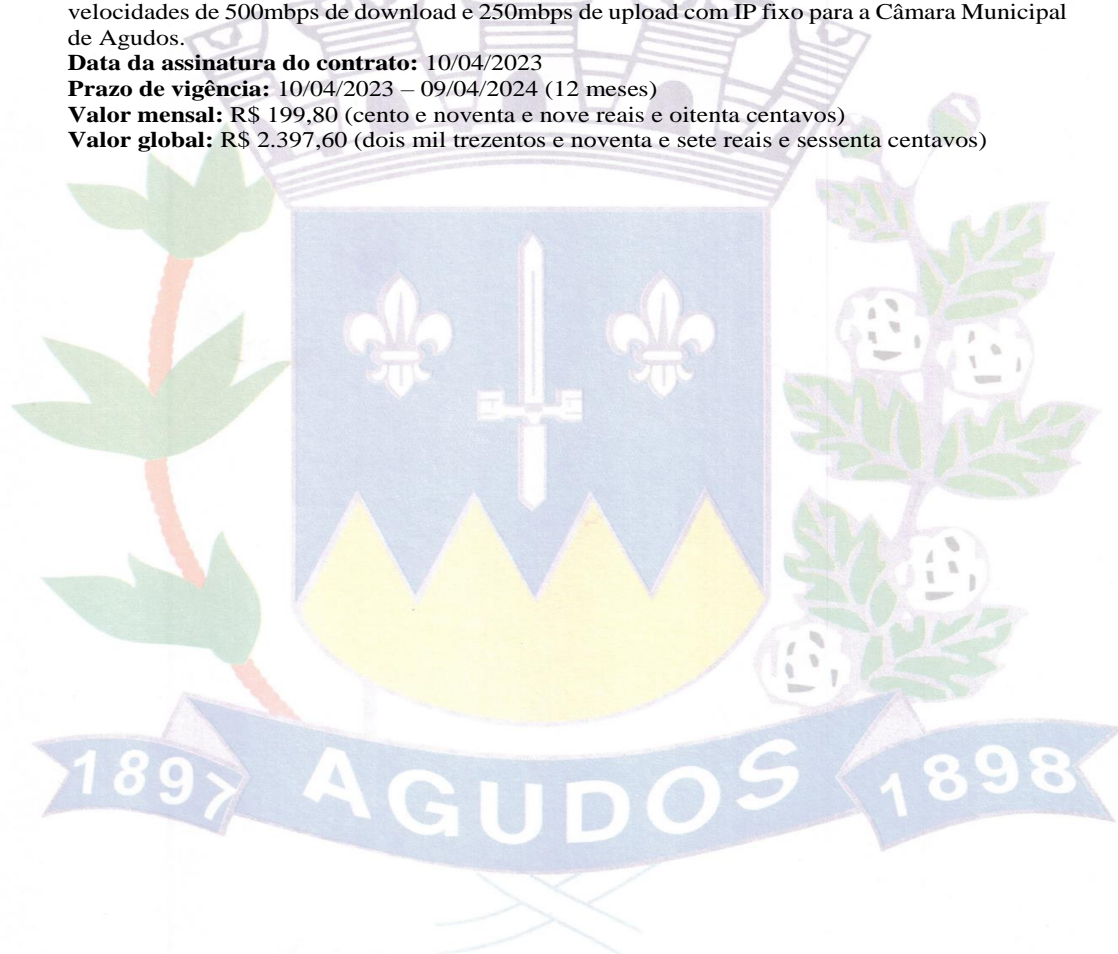 velocidades de 500mbps de download e 250mbps de upload com IP fixo para a Câmara Municipal
de Agudos.
Data da assinatura do contrato: 10/04/2023
Prazo de vigência: 10/04/2023 – 09/04/2024 (12 meses)
Valor mensal: R$ 199,80 (cento e noventa e nove reais e oitenta centavos)
Valor global: R$ 2.397,60 (dois mil trezentos e noventa e sete reais e sessenta centavos)
1897 AGUDOS 1898